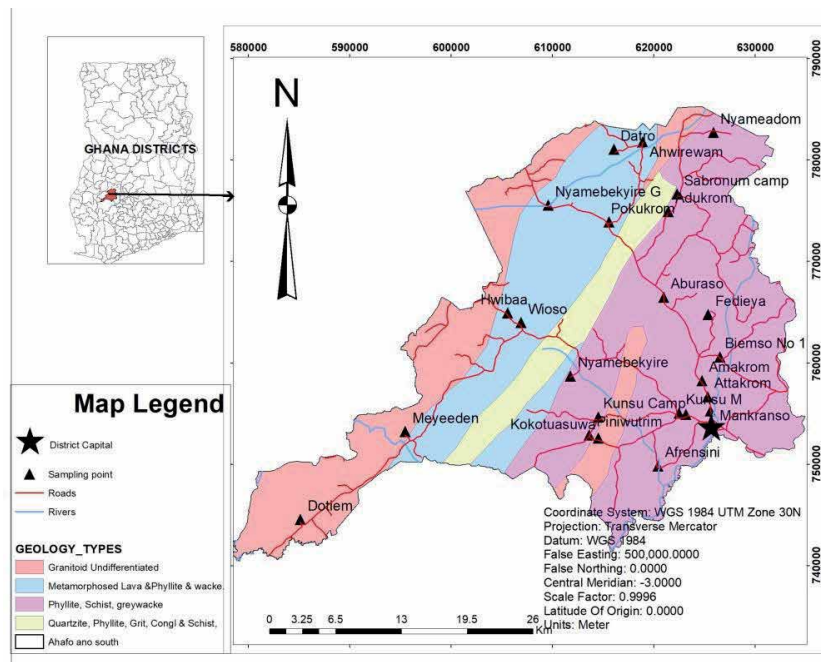 580000
590000
600000
610000
620000
630000
790000
780000
770000
760000
750000
740000
GHANA DISTRICTS
N
Nyameadom
Datro
Ahwirewam
Sabronum camp
Adukrom
Nyamebekyire G
Pokukrom
Aburaso
Fedieya
Hwibaa
Wioso
Biemso No 1
Nyamebekyire
Amakrom
Attakrom
Kunsu Camp
Kunsu M
Mankranso
Kokotuasuwa
Piniwutrim
Meyeeden
Afrensini
Dotiem
Map Legend
District Capital
Sampling point
Roads
Rivers
GEOLOGY_TYPES
Granitoid Undifferentiated
Metamorphosed Lava &Phyllite & wacke.
Phyllite, Schist, greywacke
Quartzite, Phyllite, Grit, Congl & Schist,
Ahafo ano south
Coordinate System: WGS 1984 UTM Zone 30N
Projection: Transverse Mercator
Datum: WGS 1984
False Easting: 500,000.0000
False Northing: 0.0000
Central Meridian: -3.0000
Scale Factor: 0.9996
Latitude Of Origin: 0.0000
Units: Meter
0 3.25 6.5 13 19.5 26
Km